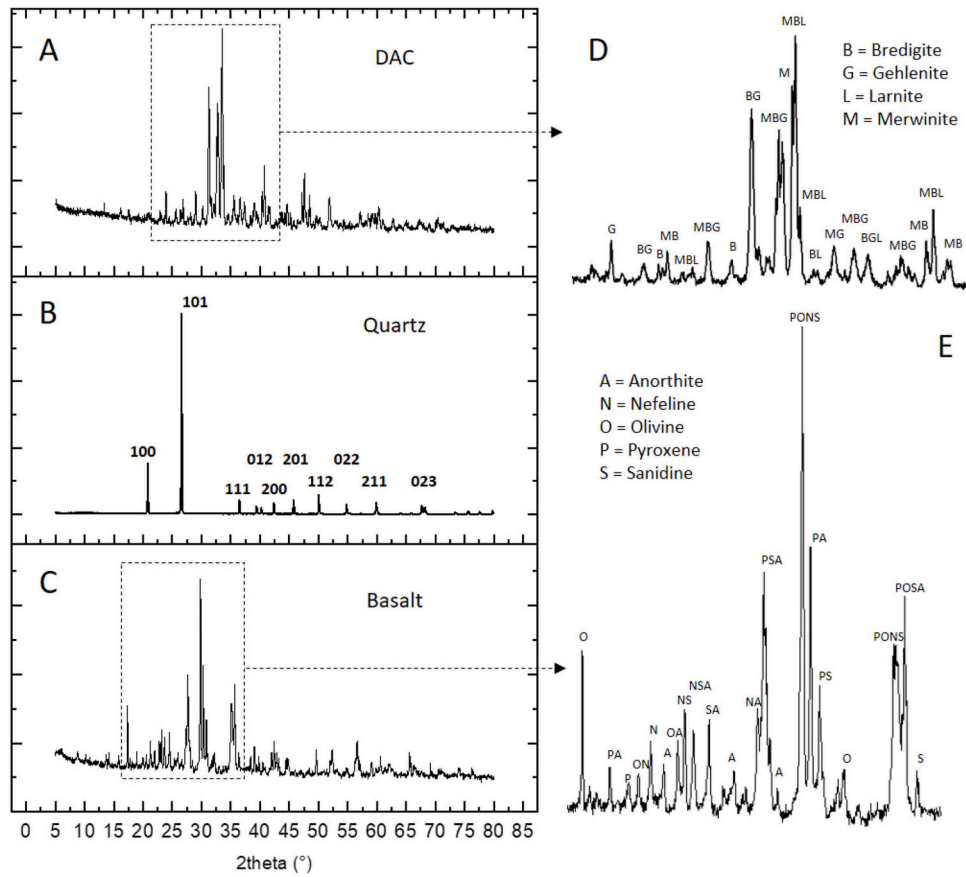 A
DAC
B
Quartz
101
100
012
201
022
111
200
112
211
023
C
Basalt
0 5 10 15 20 25 30 35 40 45 50 55 60 65 70 75 80 85
2theta (°)
D
B = Bredigite
G = Gehlenite
L = Larnite
M = Merwinite
MBL
M
BG
MBG
G
BG
B
MB
MBL
MBG
B
MBL
BL
MG
MBG
BGL
MBG
MB
MBL
MB
E
A = Anorthite
N = Nefeline
O = Olivine
P = Pyroxene
S = Sanidine
PONS
PA
PSA
POSA
PONS
O
PA
P
ON
N
A
OA
NS
NSA
SA
A
NA
A
PS
O
S